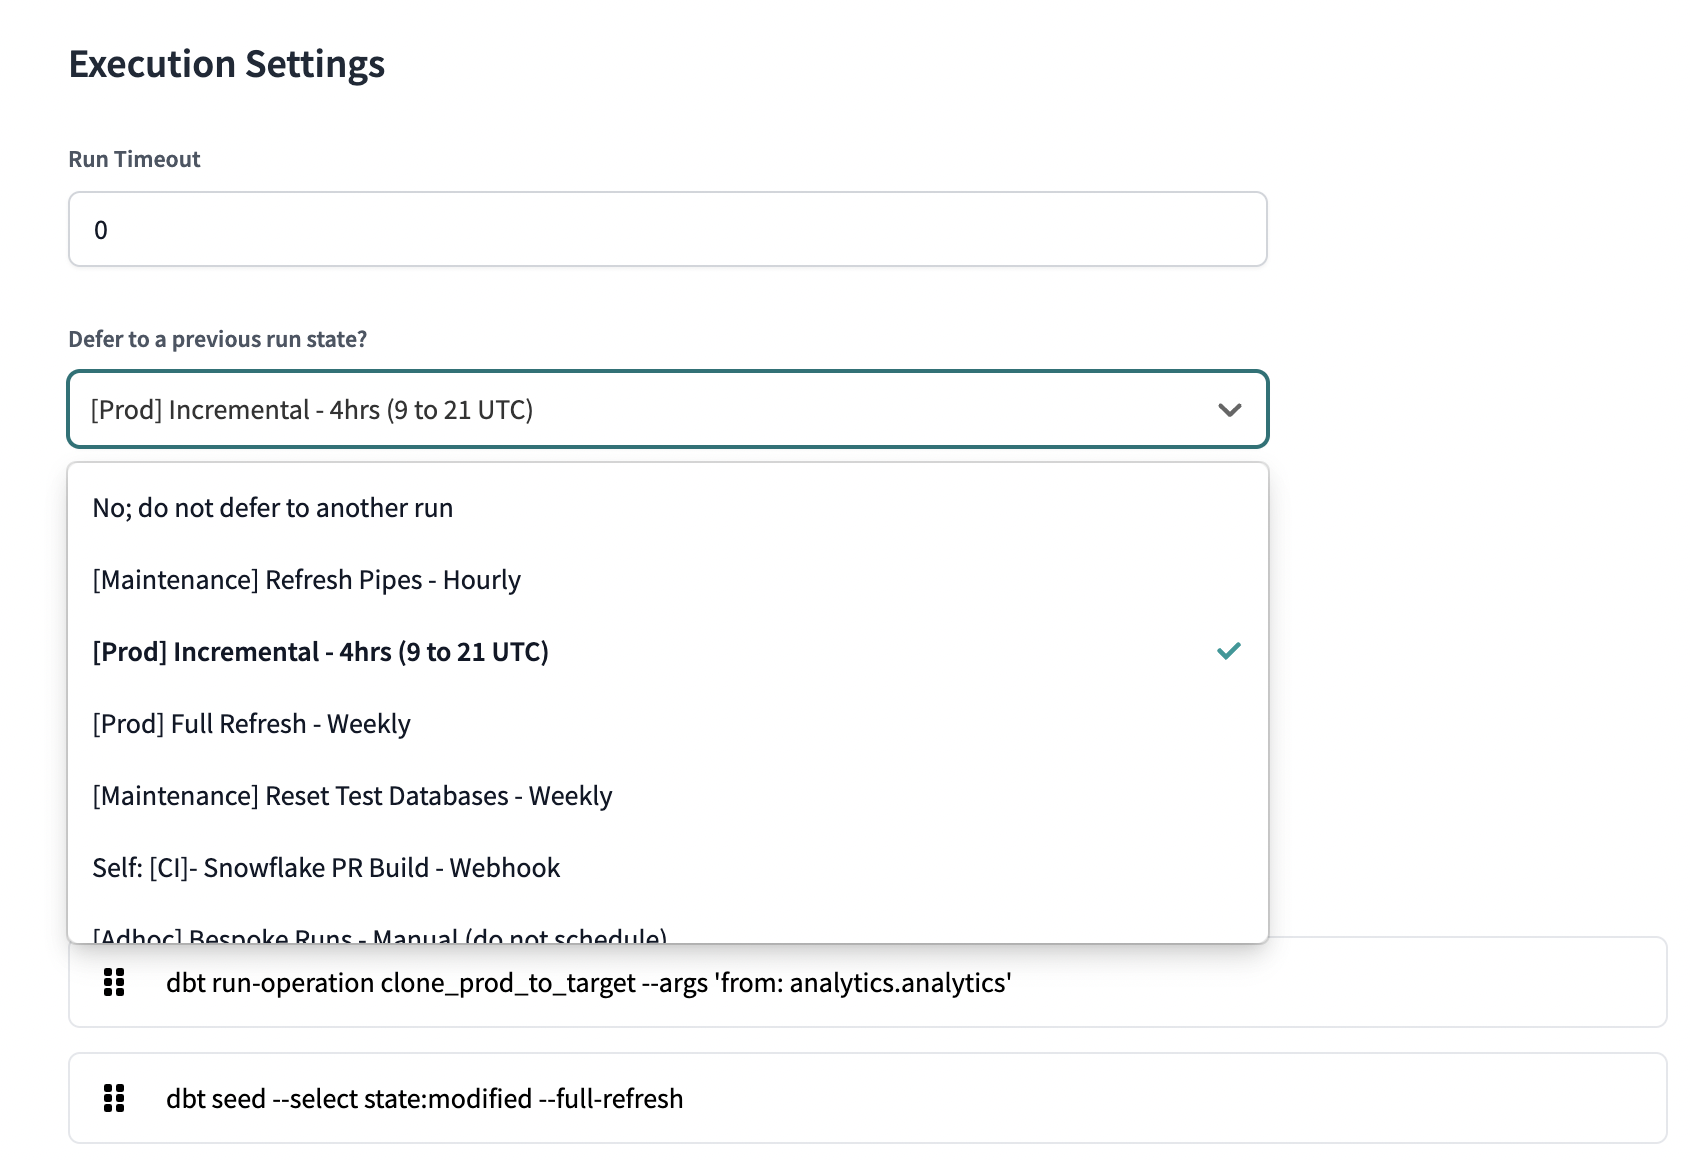 Execution Settings
Run Timeout
0
Defer to a previous run state?
[Prod] Incremental - 4hrs (9 to 21 UTC)
No; do not defer to another run
[Maintenance] Refresh Pipes - Hourly
[Prod] Incremental - 4hrs (9 to 21 UTC)
[Prod] Full Refresh - Weekly
[Maintenance] Reset Test Databases - Weekly
Self: [CI]- Snowflake PR Build - Webhook
[Adhoc] Bespoke Runs - Manual (do not schedule)
dbt run-operation clone_prod_to_target --args 'from: analytics.analytics'
dbt seed --select state:modified --full-refresh